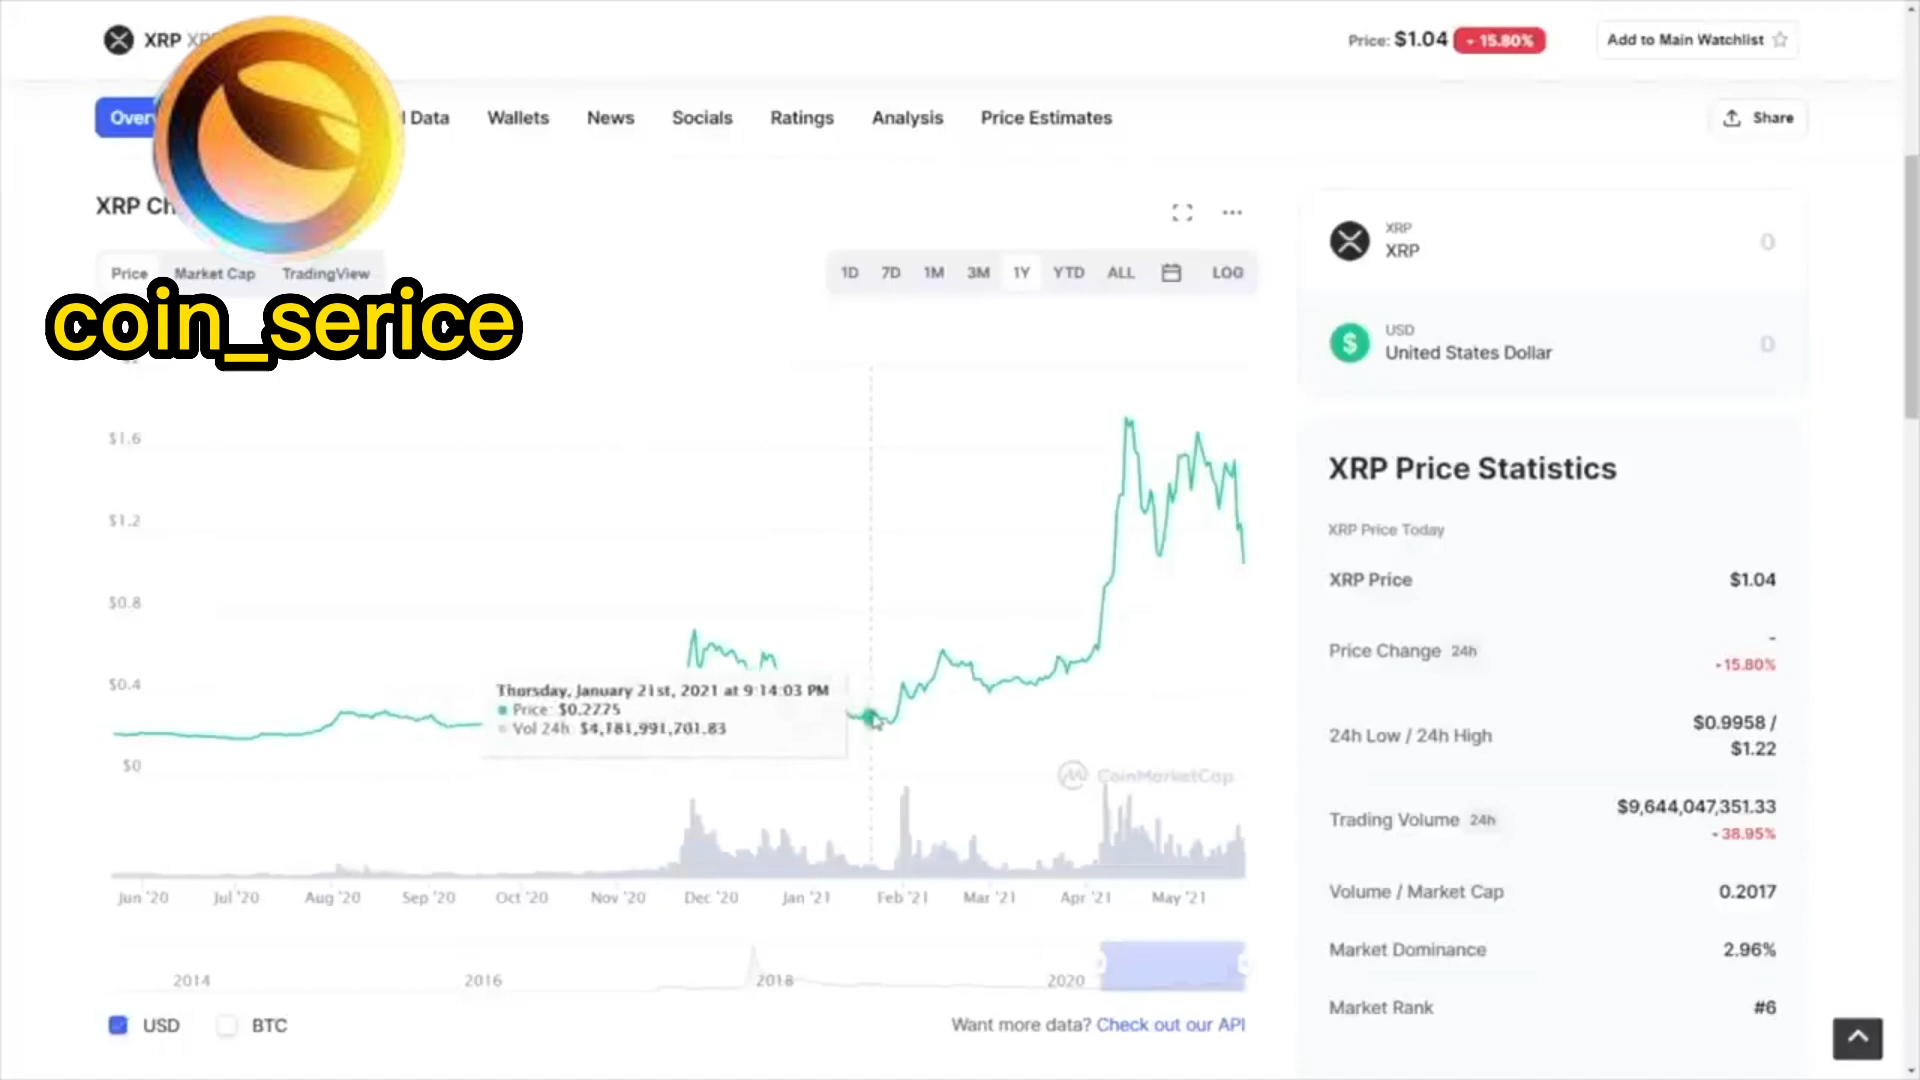 XRP
Price: $1.04 - 15.80%
Add to Main Watchlist
Data
Wallets
News
Socials
Ratings
Analysis
Price Estimates
Share
XRP
Price
Market Cap
TradingView
1D
7D
1M
3M
1Y
YTD
ALL
LOG
coin_serice
XRP
XRP
0
USD
United States Dollar
0
$1.6
$1.2
$0.8
$0.4
$0
Thorsday, January 21st, 2021 at 9:14:03 PM
Price: $0.2775
Vol 24h: $4,181,991,701.83
CoinMarketCap
Jun '20
Jul '20
Aug '20
Sep '20
Oct '20
Nov '20
Dec '20
Jan '21
Feb '21
Mar '21
Apr '21
May '21
2014
2016
2018
2020
USD
BTC
Want more data? Check out our API
XRP Price Statistics
XRP Price Today
XRP Price
$1.04
Price Change 24h
-
-15.80%
24h Low / 24h High
$0.9958 /
$1.22
Trading Volume 24h
$9,644,047,351.33
-38.95%
Volume / Market Cap
0.2017
Market Dominance
2.96%
Market Rank
#6